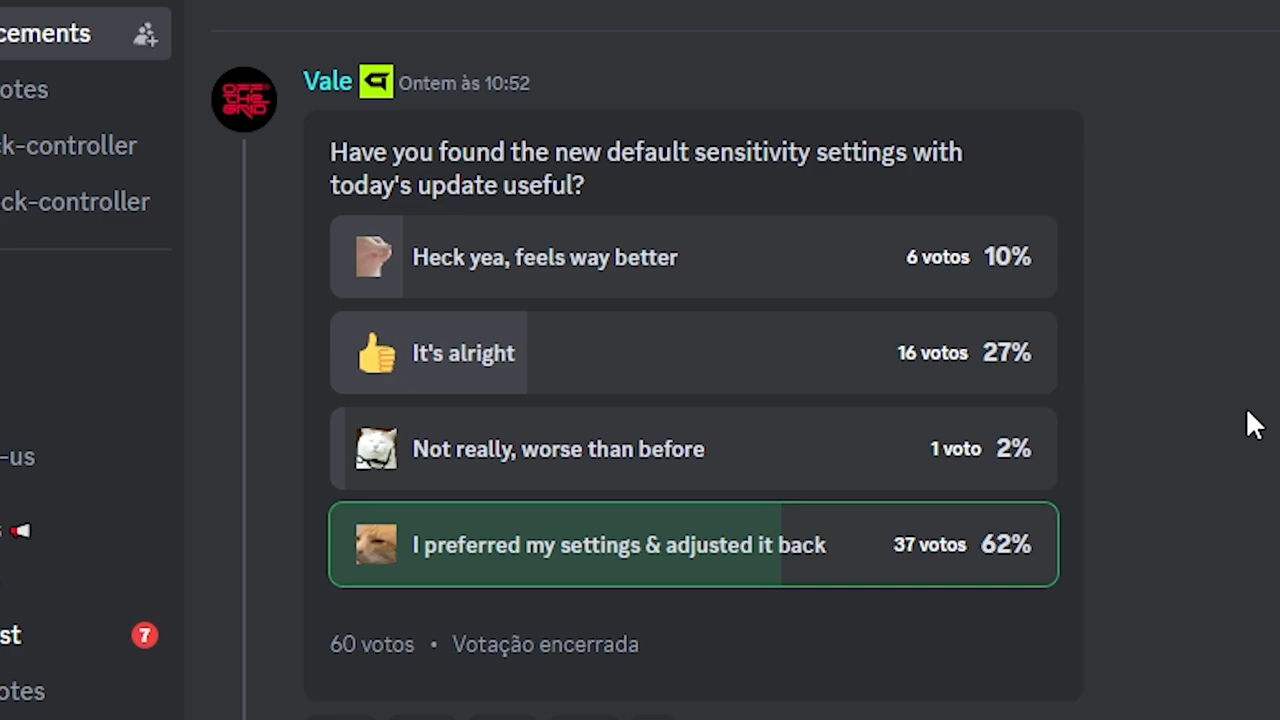 cements
otes
ck-controller
ck-controller
-us
st
7
otes
OFF
THE
GRID
Vale
Ontem às 10:52
Have you found the new default sensitivity settings with
today's update useful?
Heck yea, feels way better
6 votos 10%
It's alright
16 votos 27%
Not really, worse than before
1 voto 2%
I preferred my settings & adjusted it back
37 votos 62%
60 votos • Votação encerrada